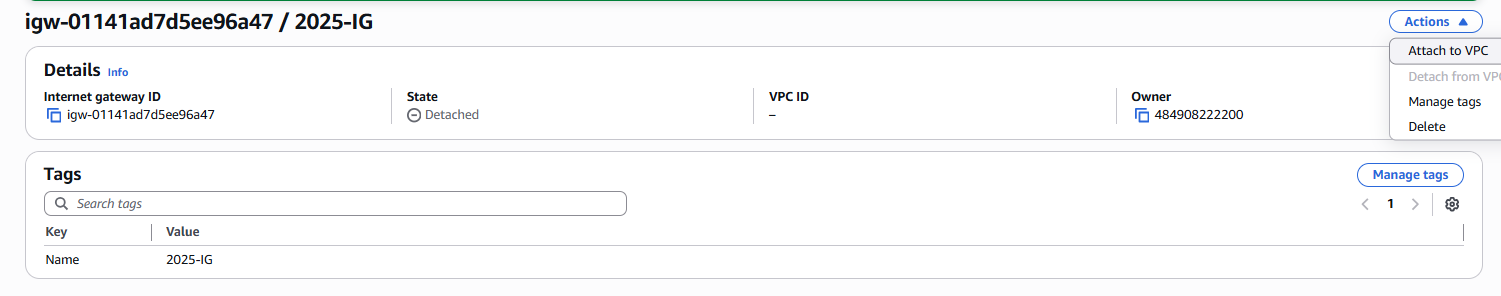 igw-01141ad7d5ee96a47 / 2025-IG
Actions
Attach to VPC
Detach from VPC
Manage tags
Delete
Details Info
Internet gateway ID
igw-01141ad7d5ee96a47
State
Detached
VPC ID
–
Owner
484908222200
Tags
Manage tags
Search tags
1
Key Value
Name 2025-IG